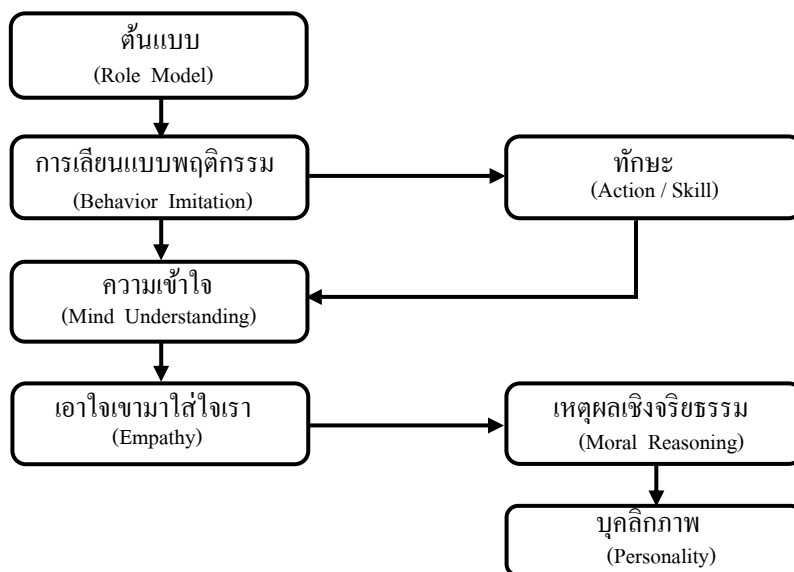 ต้นแบบ
(Role Model)
การเลียนแบบพฤติกรรม
(Behavior Imitation)
ทักษะ
(Action / Skill)
ความเข้าใจ
(Mind Understanding)
เอาใจเขามาใส่ใจเรา
(Empathy)
เหตุผลเชิงจริยธรรม
(Moral Reasoning)
บุคลิกภาพ
(Personality)